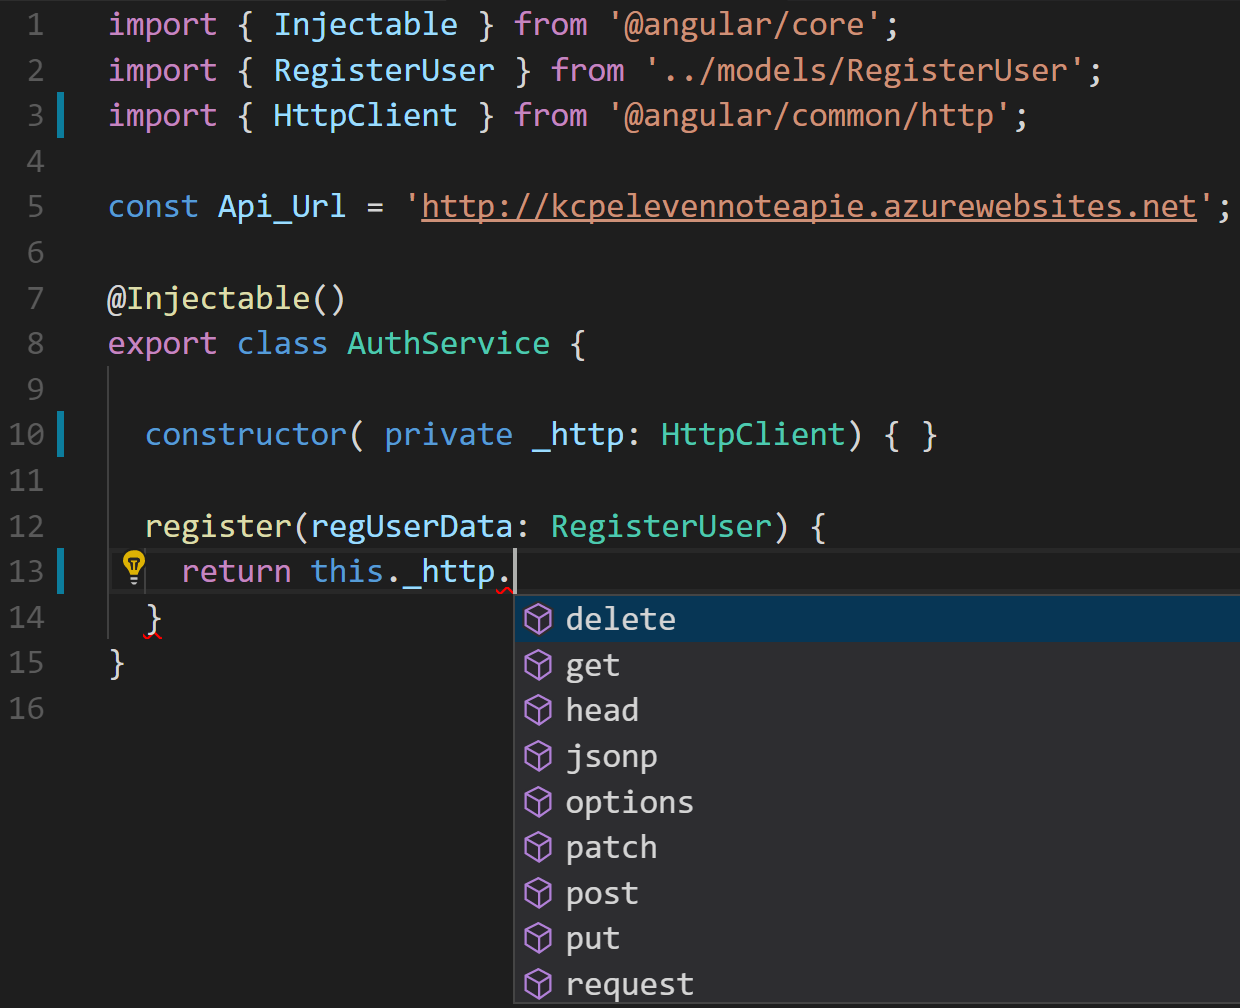 1 import { Injectable } from '@angular/core';
2 import { RegisterUser } from '../models/RegisterUser';
3 import { HttpClient } from '@angular/common/http';
4
5 const Api_Url = 'http://kcpelevennoteapie.azurewebsites.net';
6
7 @Injectable()
8 export class AuthService {
9
10 constructor( private _http: HttpClient) { }
11
12 register(regUserData: RegisterUser) {
13 return this._http.
14 }
15 }
16
delete
get
head
jsonp
options
patch
post
put
request